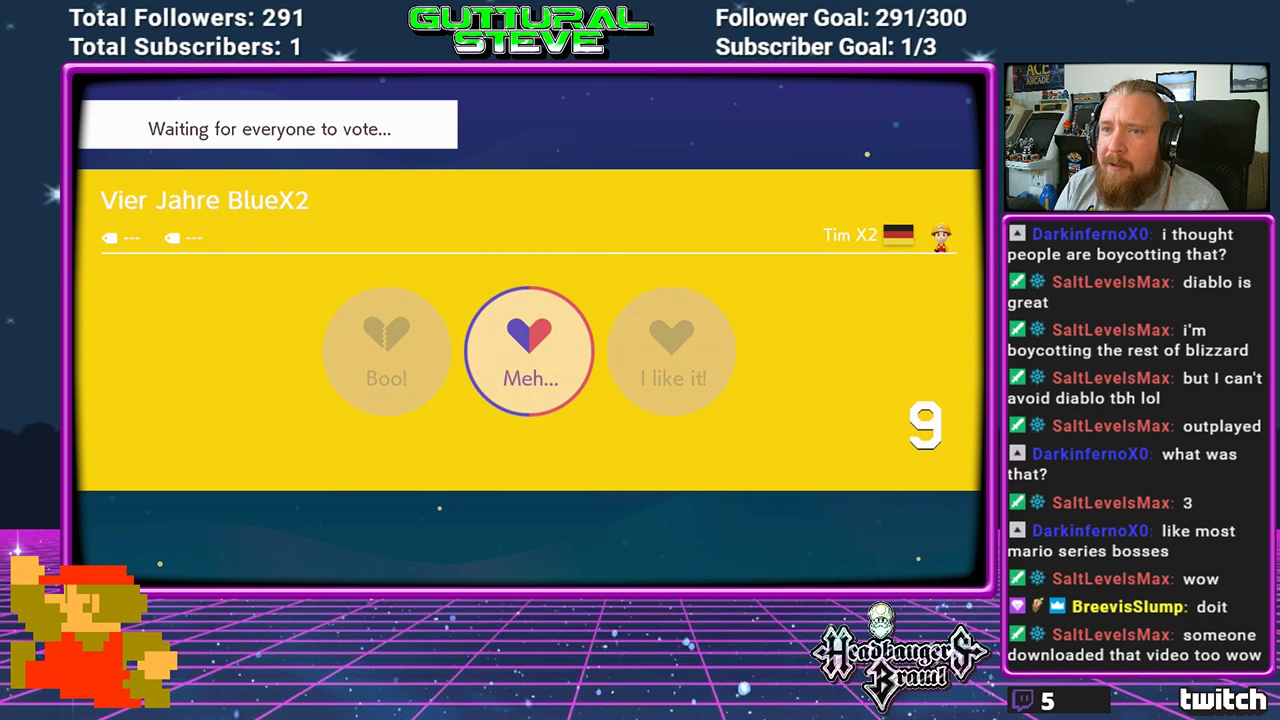 Total Followers: 291
Total Subscribers: 1
GUTTURAL
STEVE
Follower Goal: 291/300
Subscriber Goal: 1/3
Waiting for everyone to vote...
Vier Jahre BlueX2
---
---
Tim X2
Boo!
Meh...
I like it!
9
ACE
ARCADE
DarkinfernoX0: i thought
people are boycotting that?
SaltLevelsMax: diablo is
great
SaltLevelsMax: i'm
boycotting the rest of blizzard
SaltLevelsMax: but I can't
avoid diablo tbh lol
SaltLevelsMax: outplayed
DarkinfernoX0: what was
that?
SaltLevelsMax: 3
DarkinfernoX0: like most
mario series bosses
SaltLevelsMax: wow
BreevisSlump: doit
SaltLevelsMax: someone
downloaded that video too wow
Headbangers
Brawl
5
twitch